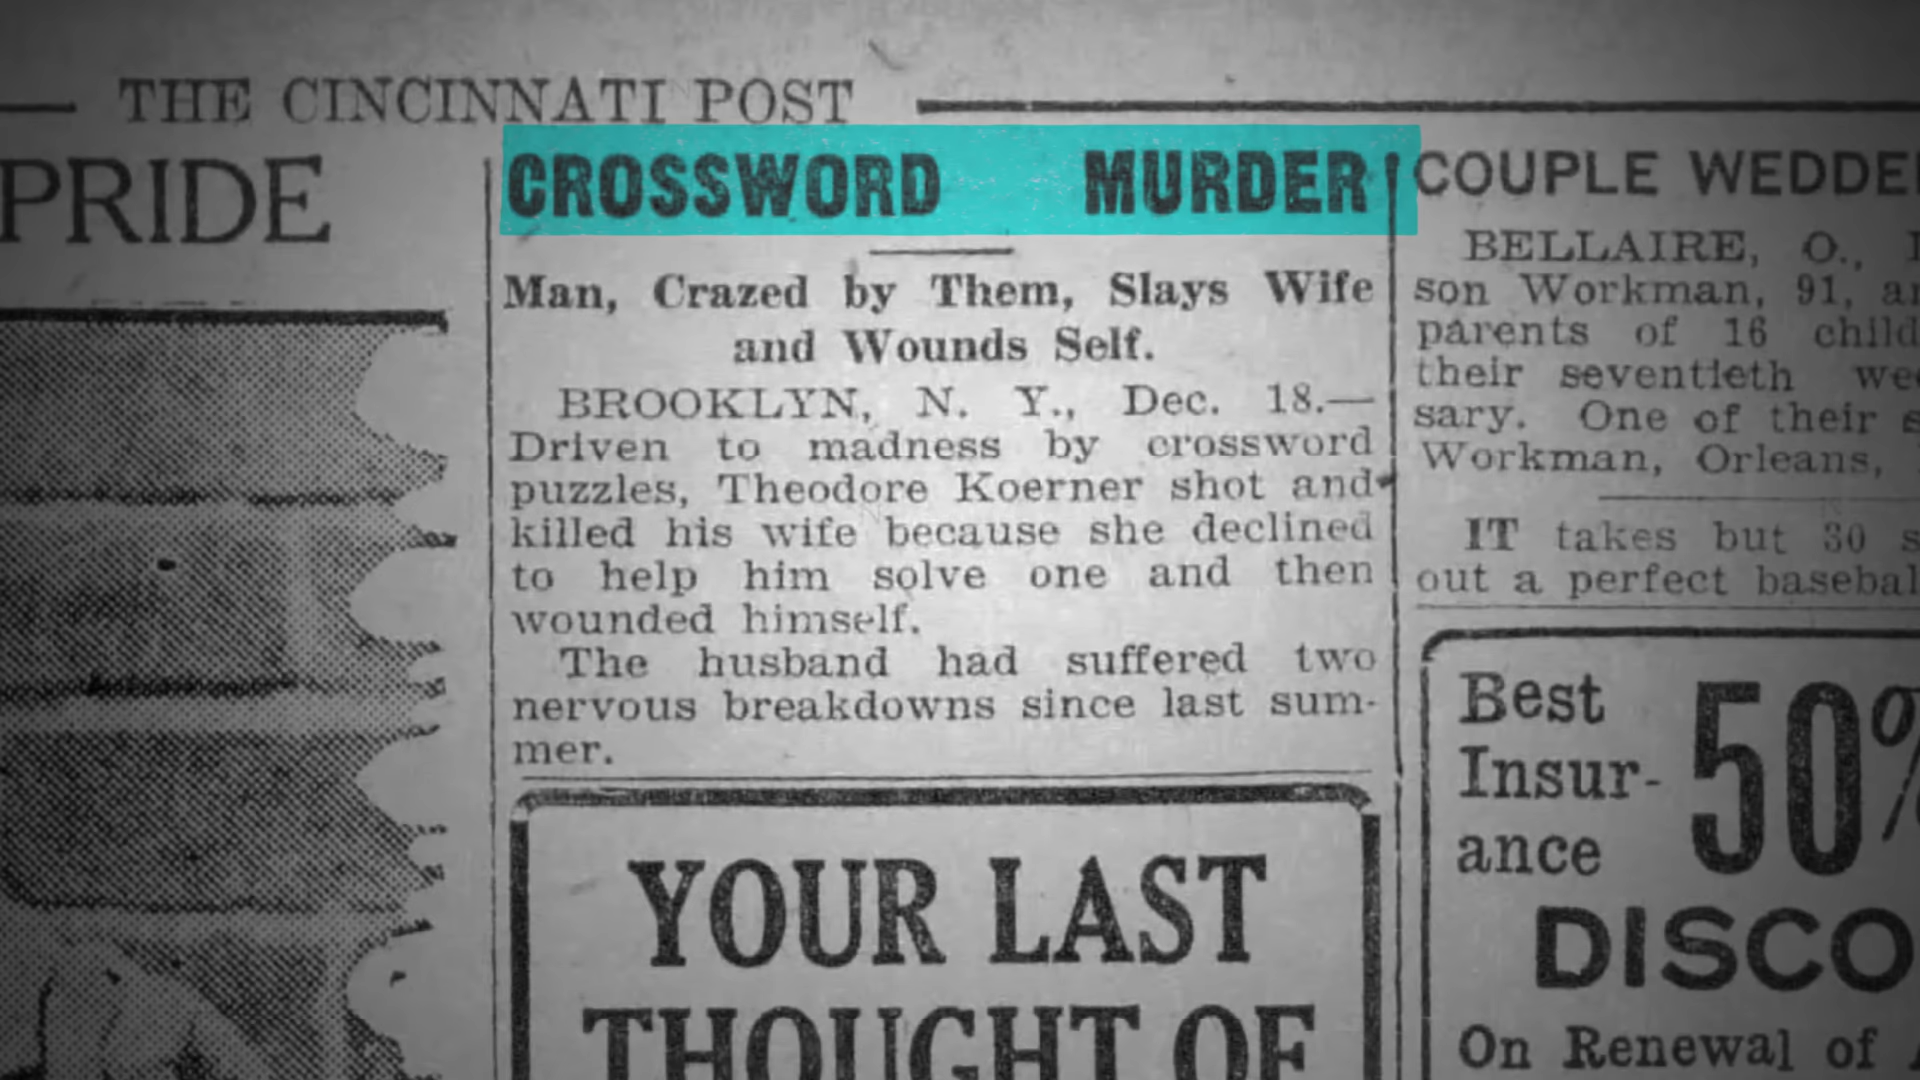 THE CINCINNATI POST
PRIDE
CROSSWORD MURDER
Man, Crazed by Them, Slays Wife
and Wounds Self.
BROOKLYN, N. Y., Dec. 18.—
Driven to madness by crossword
puzzles, Theodore Koerner shot and
killed his wife because she declined
to help him solve one and then
wounded himself.
The husband had suffered two
nervous breakdowns since last sum-
mer.
YOUR LAST
THOUGHT OF
COUPLE
BELLAIRE, O.,
son Workman, 91,
parents of 16
their seventieth
sary. One of their
Workman, Orleans,
IT takes but 30
out a perfect
Best
Insur-
ance
50%
On Renewal of